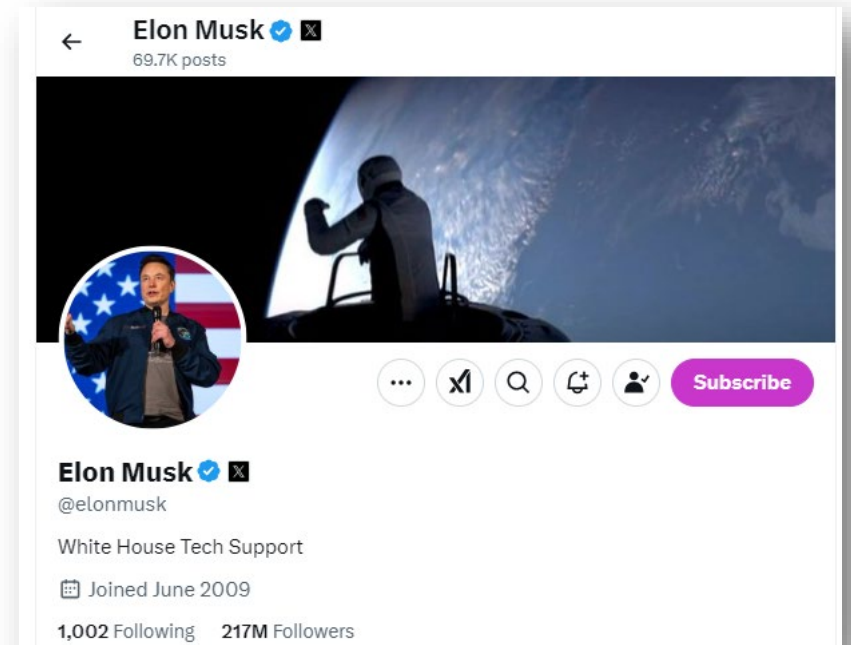 Elon Musk
69.7K posts
Subscribe
Elon Musk
@elonmusk
White House Tech Support
Joined June 2009
1,002 Following 217M Followers